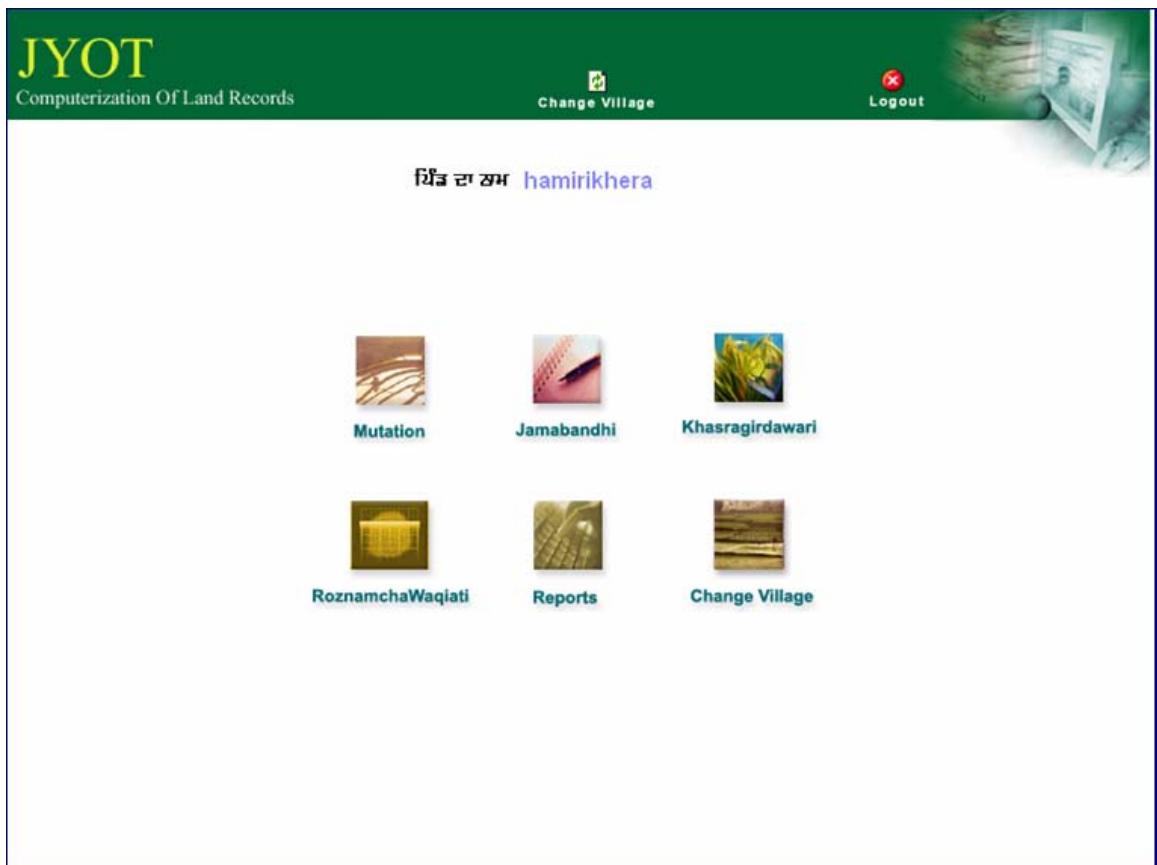 JYOT
Computerization Of Land Records
Change Village
Logout
ਪਿੰਡ ਦਾ ਨਾਮ hamirikhera
Mutation Jamabandhi Khasragirdawari
RoznamchaWaqiati Reports Change Village